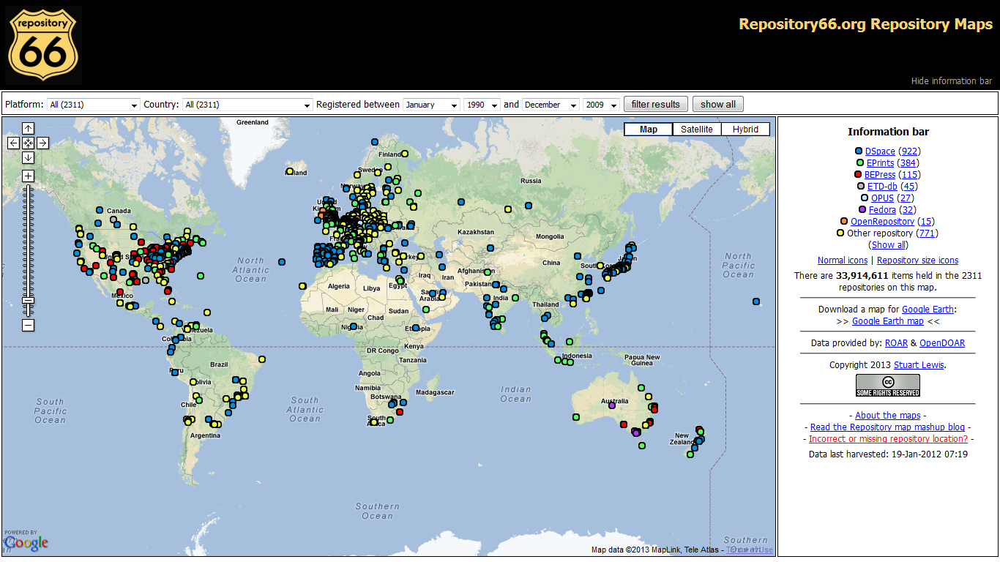 repository
66
Repository66.org Repository Maps
Hide information bar
Platform: All (2311) Country: All (2311) Registered between January 1990 and December 2009 filter results show all
Map Satellite Hybrid
Greenland
Finland
Sweden
Norway
Russia
Canada
Kazakhstan
Mongolia
North
Atlantic
Ocean
North
Pacific
Ocean
China
Iraq
Iran
Afghanistan
Pakistan
Algeria
Libya
Egypt
Saudi
Arabia
India
Mexico
Mali
Niger
Chad
Sudan
Thailand
Nigeria
Ethiopia
Venezuela
Colombia
Kenya
DR Congo
Tanzania
Indonesia
Papua New
Guinea
Brazil
Peru
Angola
Bolivia
Namibia
Botswana
Madagascar
Indian
Ocean
Australia
South
Pacific
Ocean
South
Atlantic
Ocean
Chile
South
Africa
Argentina
New
Zealand
Southern
Ocean
Southern
POWERED BY
Google
Map data ©2013 MapLink, Tele Atlas - Terms of Use
Information bar
DSpace (922)
EPrints (384)
BEPress (115)
ETD-db (45)
OPUS (27)
Fedora (32)
OpenRepository (15)
Other repository (771)
(Show all)
Normal icons | Repository size icons
There are 33,914,611 items held in the 2311
repositories on this map.
Download a map for Google Earth:
>> Google Earth map <<
Data provided by: ROAR & OpenDOAR
Copyright 2013 Stuart Lewis.
cc
SOME RIGHTS RESERVED
- About the maps -
- Read the Repository map mashup blog -
- Incorrect or missing repository location? -
Data last harvested: 19-Jan-2012 07:19